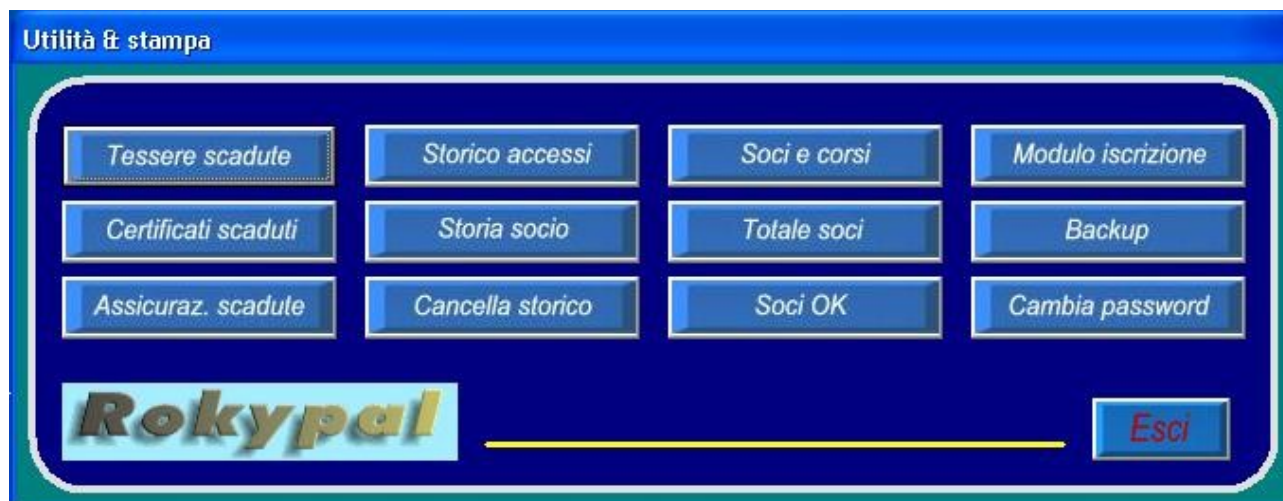 Utilità & stampa
Tessere scadute Storico accessi Soci e corsi Modulo iscrizione
Certificati scaduti Storia socio Totale soci Backup
Assicuraz. scadute Cancella storico Soci OK Cambia password
Rokypal Esci